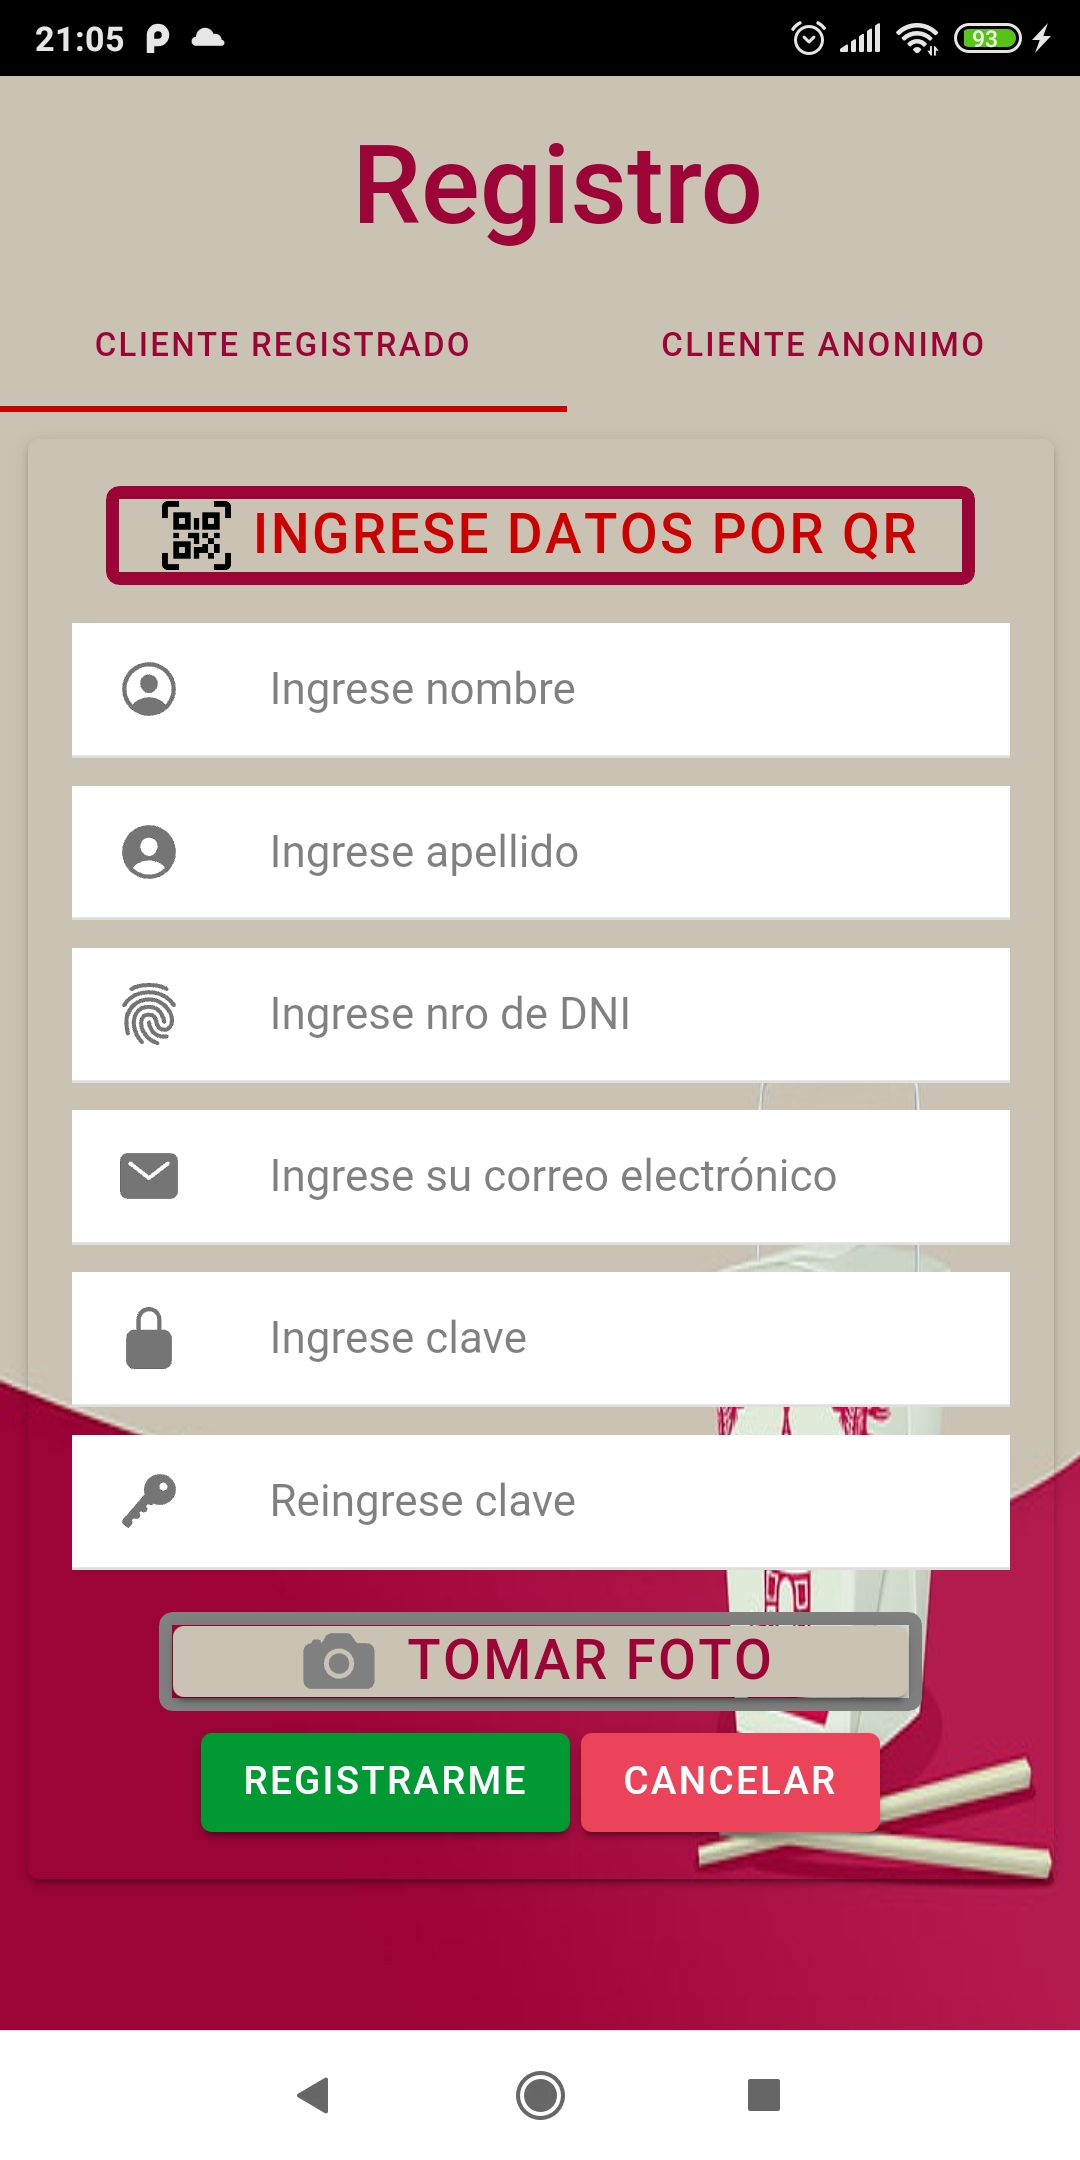 21:05
93
Registro
CLIENTE REGISTRADO
CLIENTE ANONIMO
INGRESE DATOS POR QR
Ingrese nombre
Ingrese apellido
Ingrese nro de DNI
Ingrese su correo electrónico
Ingrese clave
Reingrese clave
TOMAR FOTO
REGISTRARME
CANCELAR